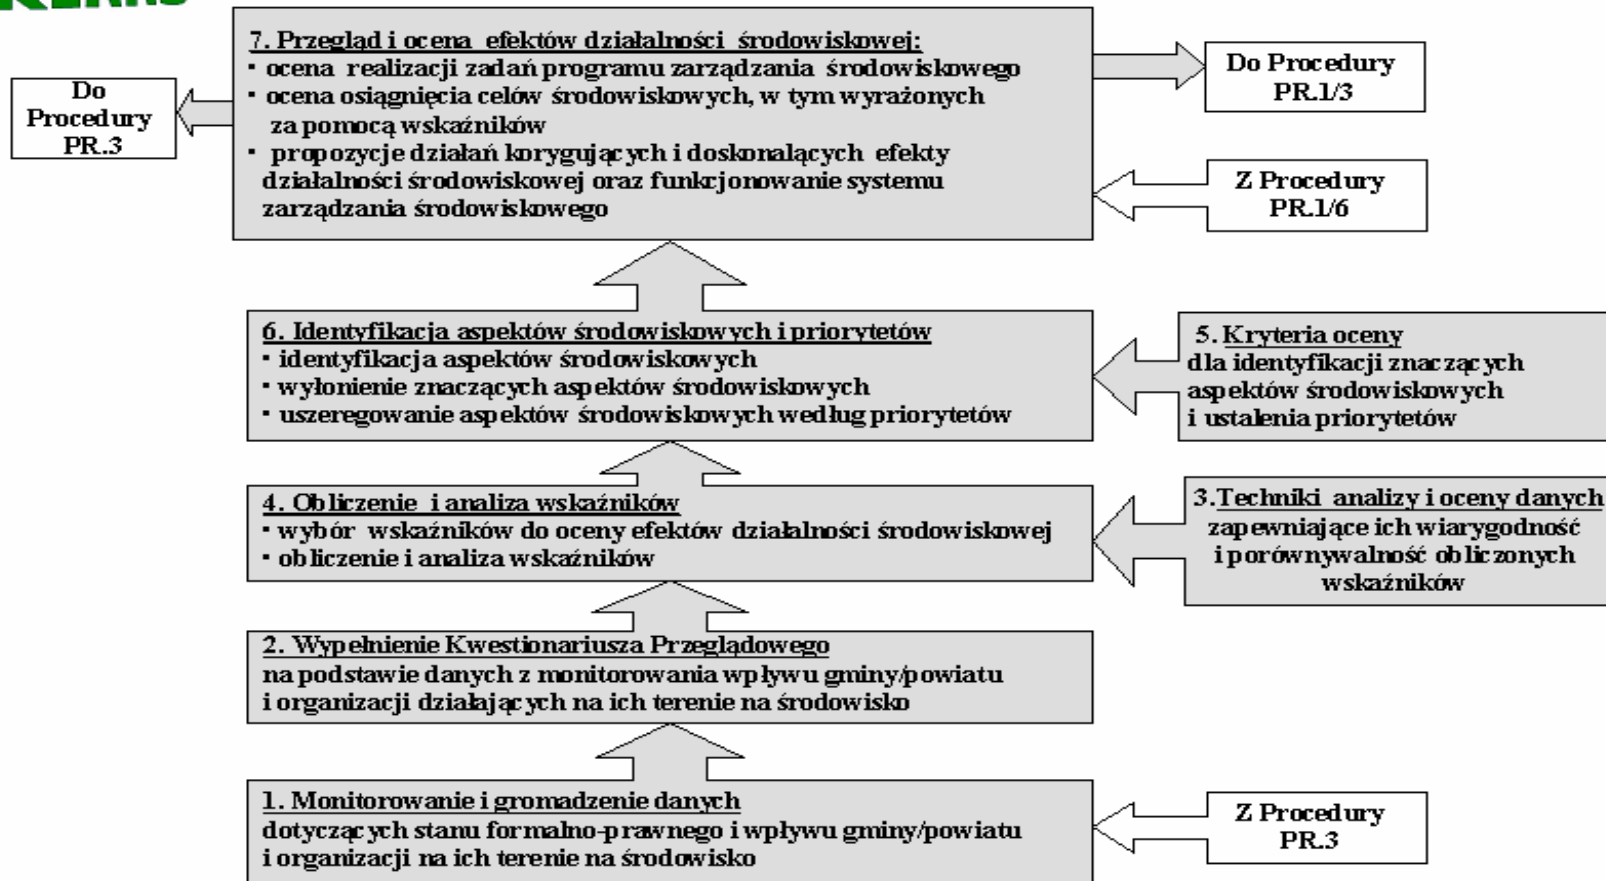 7. Przegląd i ocena efektów działalności środowiskowej:
▪ ocena realizacji zadań programu zarządzania środowiskowego
▪ ocena osiągnięcia celów środowiskowych, w tym wyrażonych
za pomocą wskaźników
▪ propozycje działań korygujących i doskonalących efekty
działalności środowiskowej oraz funkcjonowanie systemu
zarządzania środowiskowego
Do
Procedury
PR.3
Do Procedury
PR.1/3
Z Procedury
PR.1/6
6. Identyfikacja aspektów środowiskowych i priorytetów
▪ identyfikacja aspektów środowiskowych
▪ wyłonienie znaczących aspektów środowiskowych
▪ uszeregowanie aspektów środowiskowych według priorytetów
5. Kryteria oceny
dla identyfikacji znaczących
aspektów środowiskowych
i ustalenia priorytetów
4. Obliczenie i analiza wskaźników
▪ wybór wskaźników do oceny efektów działalności środowiskowej
▪ obliczenie i analiza wskaźników
3.Techniki analizy i oceny danych
zapewniające ich wiarygodność
i porównywalność obliczonych
wskaźników
2. Wypełnienie Kwestionariusza Przeglądowego
na podstawie danych z monitorowania wpływu gminy/powiatu
i organizacji działających na ich terenie na środowisko
1. Monitorowanie i gromadzenie danych
dotyczących stanu formalno-prawnego i wpływu gminy/powiatu
i organizacji na ich terenie na środowisko
Z Procedury
PR.3